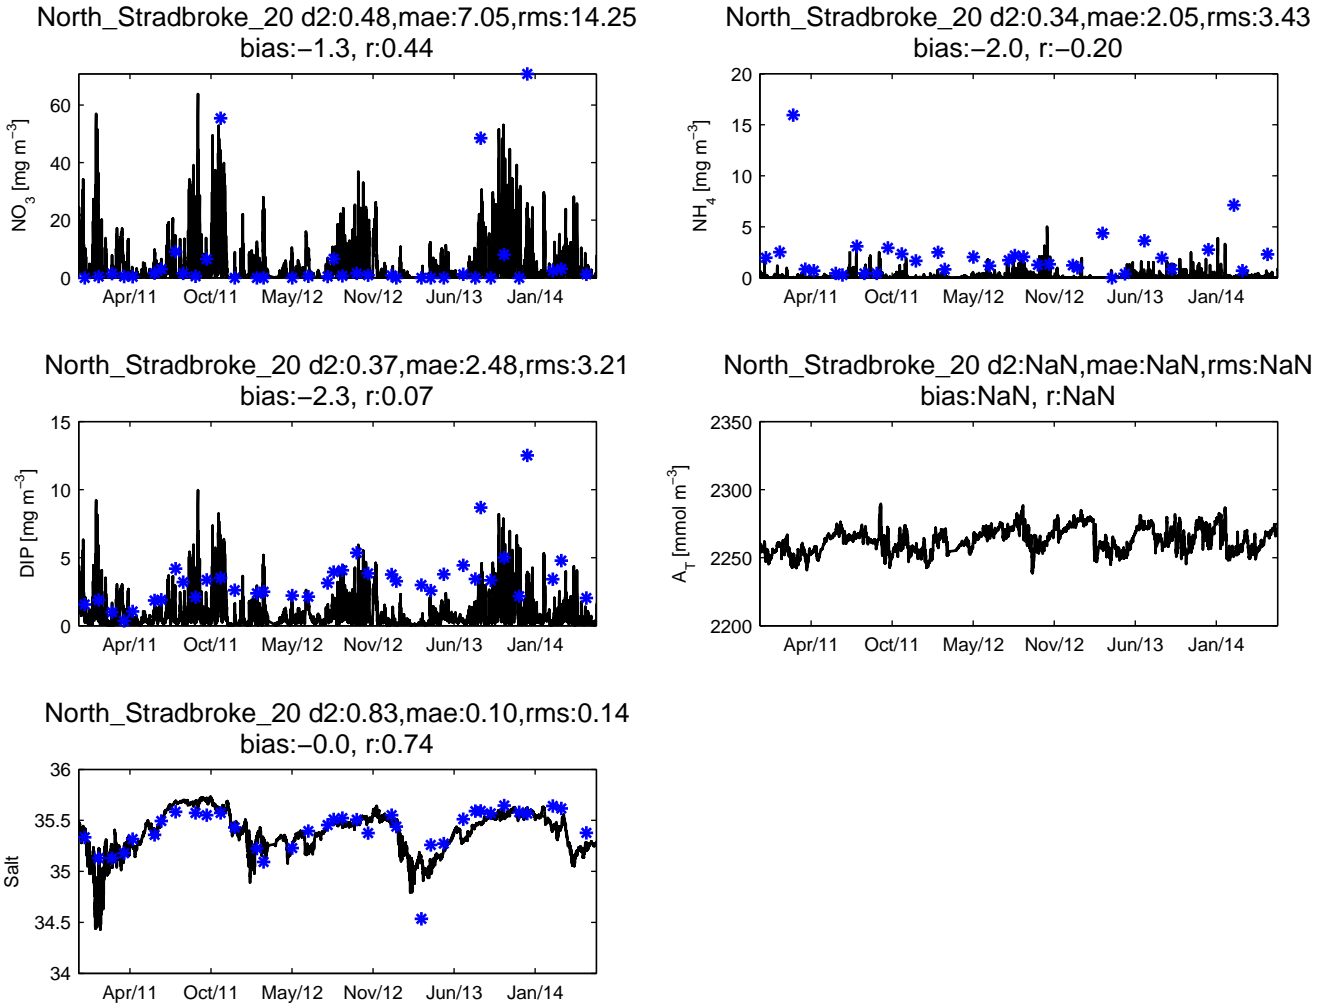 North_Stradbroke_20 d2:0.48,mae:7.05,rms:14.25
bias:−1.3, r:0.44
NO3 [mg m−3]
60
40
20
0
Apr/11 Oct/11 May/12 Nov/12 Jun/13 Jan/14
North_Stradbroke_20 d2:0.34,mae:2.05,rms:3.43
bias:−2.0, r:−0.20
NH4 [mg m−3]
20
15
10
5
0
Apr/11 Oct/11 May/12 Nov/12 Jun/13 Jan/14
North_Stradbroke_20 d2:0.37,mae:2.48,rms:3.21
bias:−2.3, r:0.07
DIP [mg m−3]
15
10
5
0
Apr/11 Oct/11 May/12 Nov/12 Jun/13 Jan/14
North_Stradbroke_20 d2:NaN,mae:NaN,rms:NaN
bias:NaN, r:NaN
AT [mmol m−3]
2350
2300
2250
2200
Apr/11 Oct/11 May/12 Nov/12 Jun/13 Jan/14
North_Stradbroke_20 d2:0.83,mae:0.10,rms:0.14
bias:−0.0, r:0.74
Salt
36
35.5
35
34.5
34
Apr/11 Oct/11 May/12 Nov/12 Jun/13 Jan/14